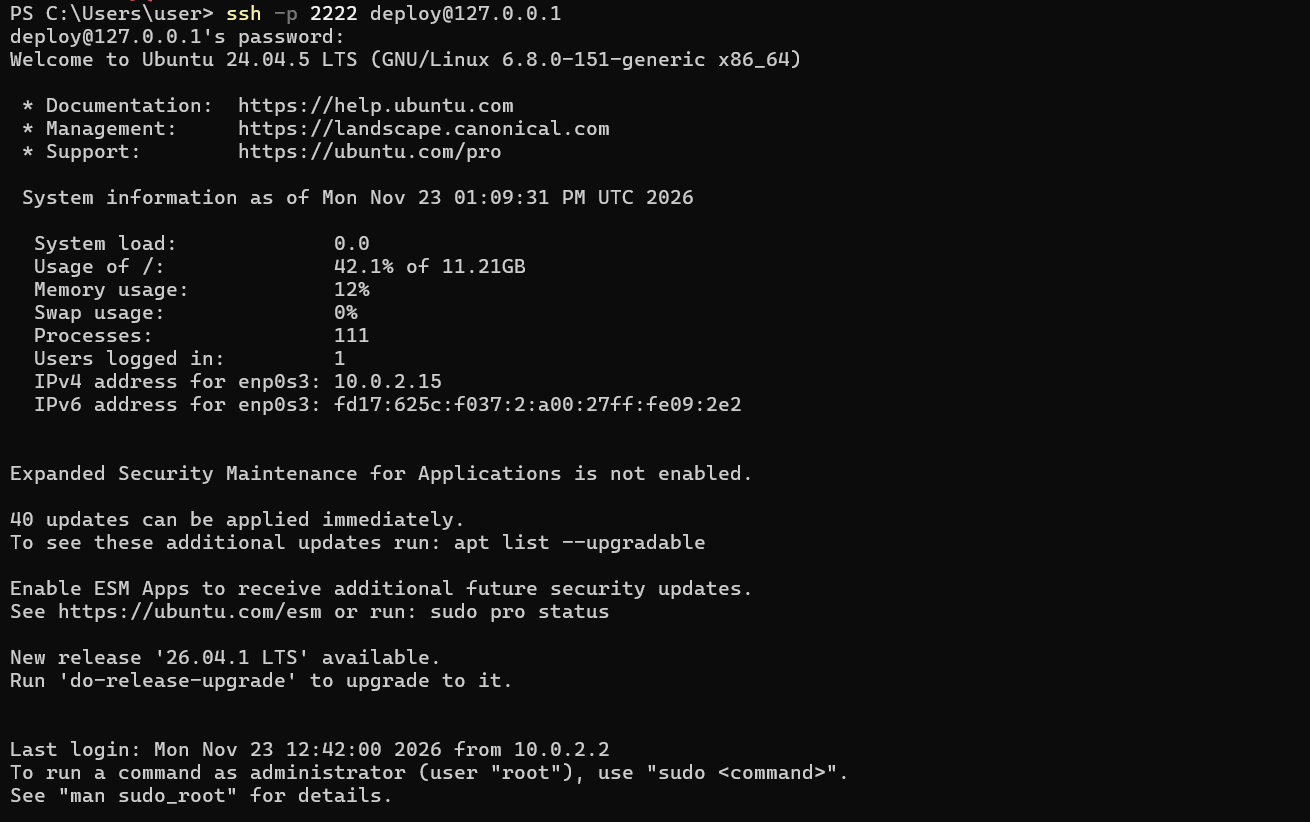 PS C:\Users\user> ssh -p 2222 deploy@127.0.0.1
deploy@127.0.0.1's password:
Welcome to Ubuntu 24.04.5 LTS (GNU/Linux 6.8.0-151-generic x86_64)

 * Documentation:  https://help.ubuntu.com
 * Management:     https://landscape.canonical.com
 * Support:        https://ubuntu.com/pro

 System information as of Mon Nov 23 01:09:31 PM UTC 2026

  System load:             0.0
  Usage of /:              42.1% of 11.21GB
  Memory usage:            12%
  Swap usage:              0%
  Processes:               111
  Users logged in:         1
  IPv4 address for enp0s3: 10.0.2.15
  IPv6 address for enp0s3: fd17:625c:f037:2:a00:27ff:fe09:2e2


Expanded Security Maintenance for Applications is not enabled.

40 updates can be applied immediately.
To see these additional updates run: apt list --upgradable

Enable ESM Apps to receive additional future security updates.
See https://ubuntu.com/esm or run: sudo pro status

New release '26.04.1 LTS' available.
Run 'do-release-upgrade' to upgrade to it.


Last login: Mon Nov 23 12:42:00 2026 from 10.0.2.2
To run a command as administrator (user "root"), use "sudo <command>".
See "man sudo_root" for details.